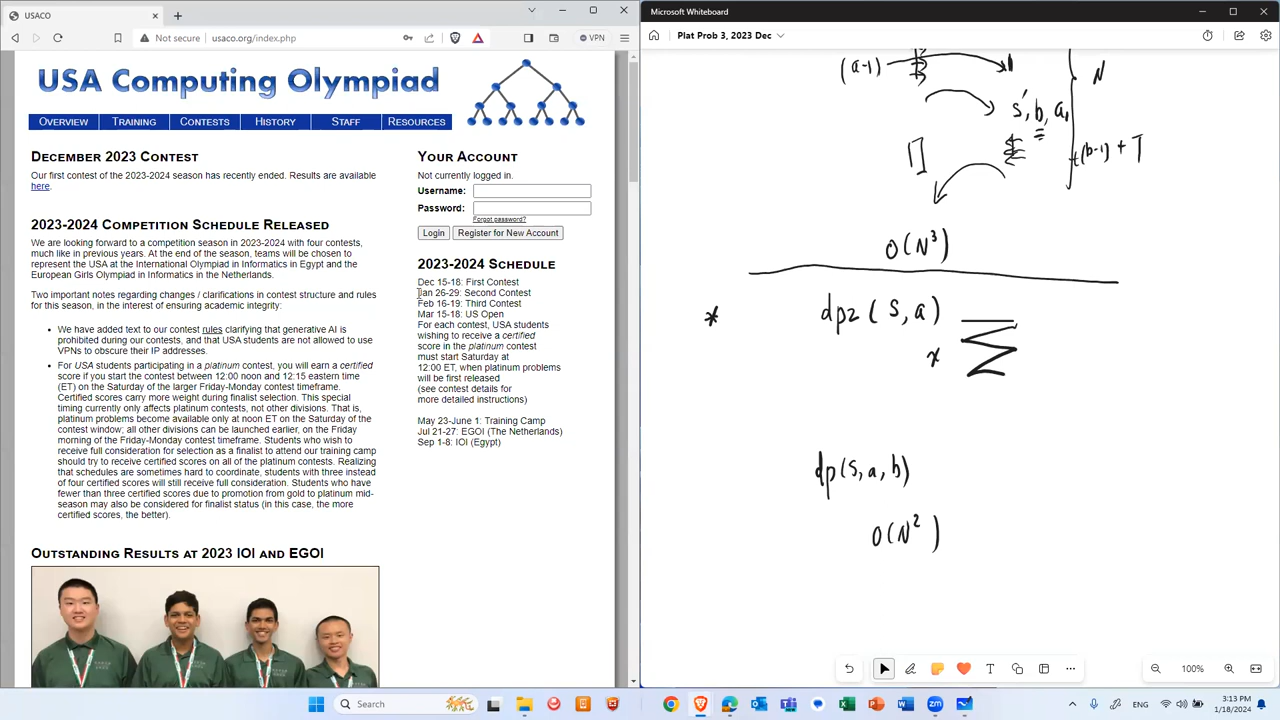 USACO
Not secure
usaco.org/index.php
VPN
USA Computing Olympiad
OVERVIEW
TRAINING
CONTESTS
HISTORY
STAFF
RESOURCES
DECEMBER 2023 CONTEST
Our first contest of the 2023-2024 season has recently ended. Results are available
here.
2023-2024 COMPETITION SCHEDULE RELEASED
We are looking forward to a competition season in 2023-2024 with four contests,
much like in previous years. At the end of the season, teams will be chosen to
represent the USA at the International Olympiad in Informatics in Egypt and the
European Girls Olympiad in Informatics in the Netherlands.
Two important notes regarding changes / clarifications in contest structure and rules
for this season, in the interest of ensuring academic integrity:
We have added text to our contest rules clarifying that generative AI is
prohibited during our contests, and that USA students are not allowed to use
VPNs to obscure their IP addresses.
For USA students participating in a platinum contest, you will earn a certified
score if you start the contest between 12:00 noon and 12:15 eastern time
(ET) on the Saturday of the larger Friday-Monday contest timeframe.
Certified scores carry more weight during finalist selection. This special
timing currently only affects platinum contests, not other divisions. That is,
platinum problems become available only at noon ET on the Saturday of the
contest window; all other divisions can be launched earlier, on the Friday
morning of the Friday-Monday contest timeframe. Students who wish to
receive full consideration for selection as a finalist to attend our training camp
should try to receive certified scores on all of the platinum contests. Realizing
that schedules are sometimes hard to coordinate, students with three instead
of four certified scores will still receive full consideration. Students who have
fewer than three certified scores due to promotion from gold to platinum mid-
season may also be considered for finalist status (in this case, the more
certified scores, the better).
OUTSTANDING RESULTS AT 2023 IOI AND EGOI
YOUR ACCOUNT
Not currently logged in.
Username:
Password:
Forgot password?
Login
Register for New Account
2023-2024 SCHEDULE
Dec 15-18: First Contest
Jan 26-29: Second Contest
Feb 16-19: Third Contest
Mar 15-18: US Open
For each contest, USA students
wishing to receive a certified
score in the platinum contest
must start Saturday at
12:00 ET, when platinum problems
will be first released
(see contest details for
more detailed instructions)
May 23-June 1: Training Camp
Jul 21-27: EGOI (The Netherlands)
Sep 1-8: IOI (Egypt)
Microsoft Whiteboard
Plat Prob 3, 2023 Dec
(a-1)
N
s', b, a,
t(b-1) + T
O(N³)
* dp2(s,a)
x Σ
dp(s,a,b)
O(N²)
100%
Search
ENG
3:13 PM
1/18/2024